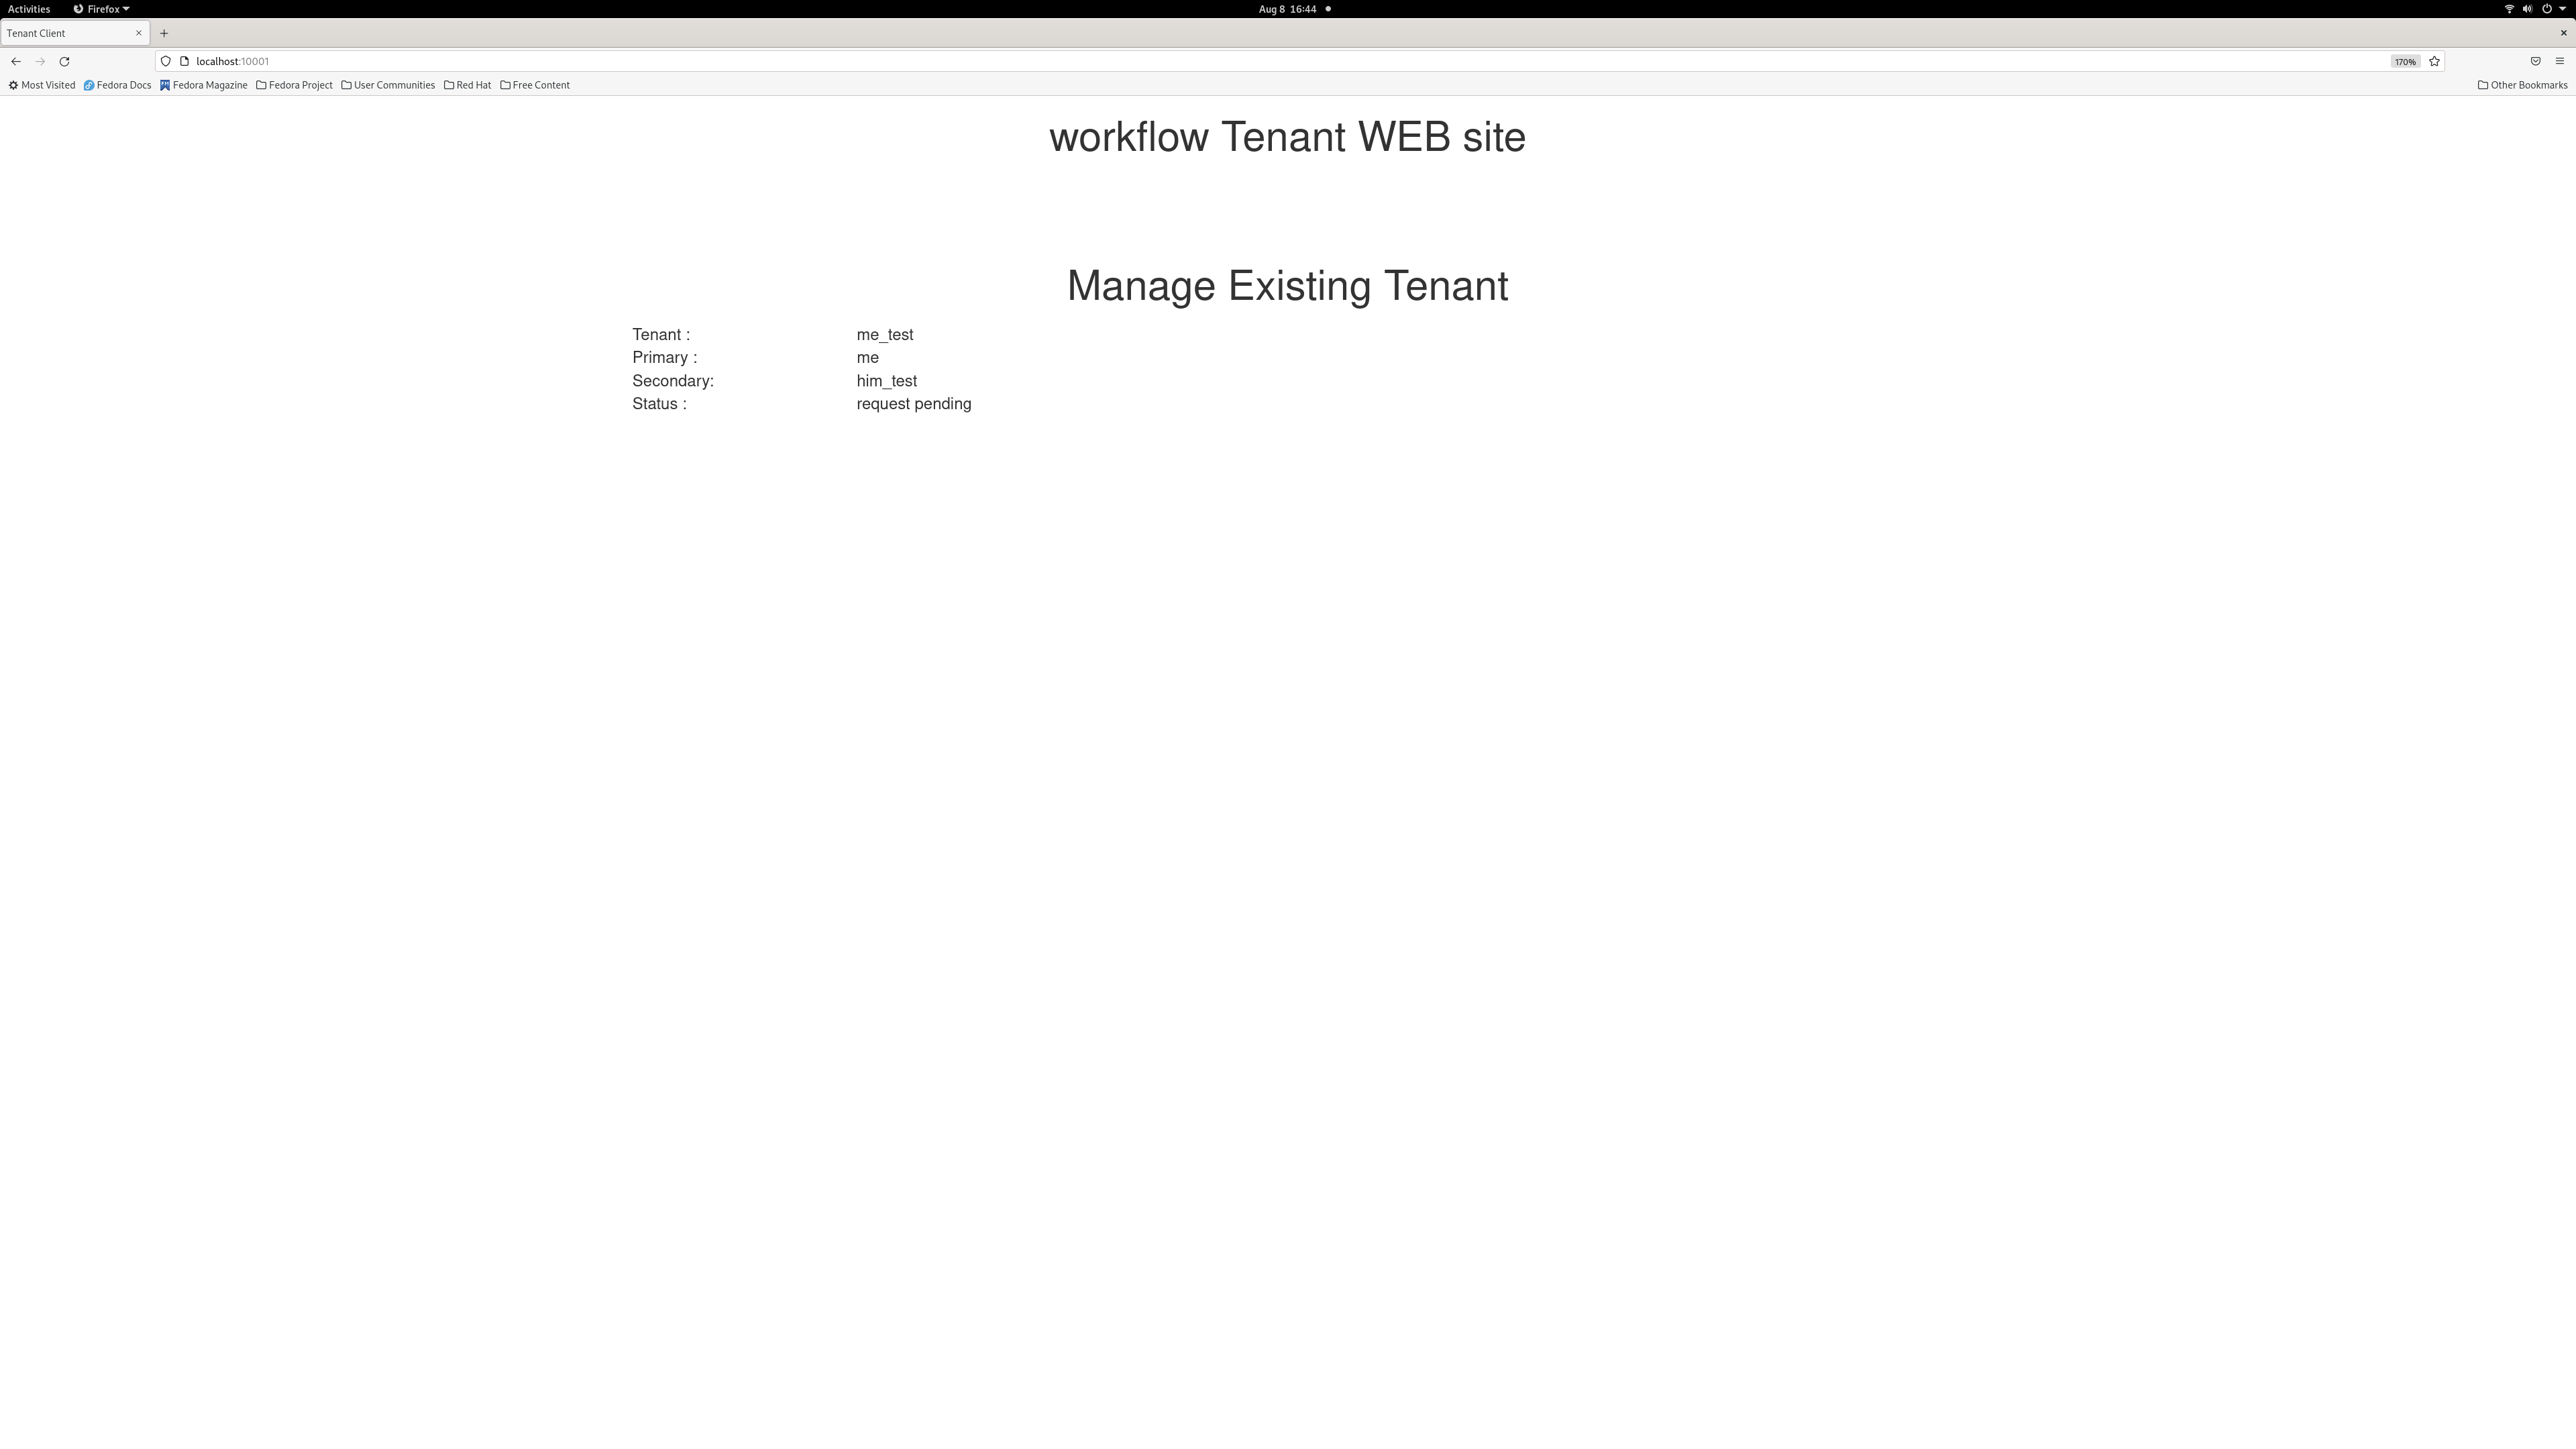 Activities Firefox Aug 8 16:44
Tenant Client
localhost:10001 170%
Most Visited Fedora Docs Fedora Magazine Fedora Project User Communities Red Hat Free Content Other Bookmarks
workflow Tenant WEB site
Manage Existing Tenant
Tenant : me_test
Primary : me
Secondary: him_test
Status : request pending